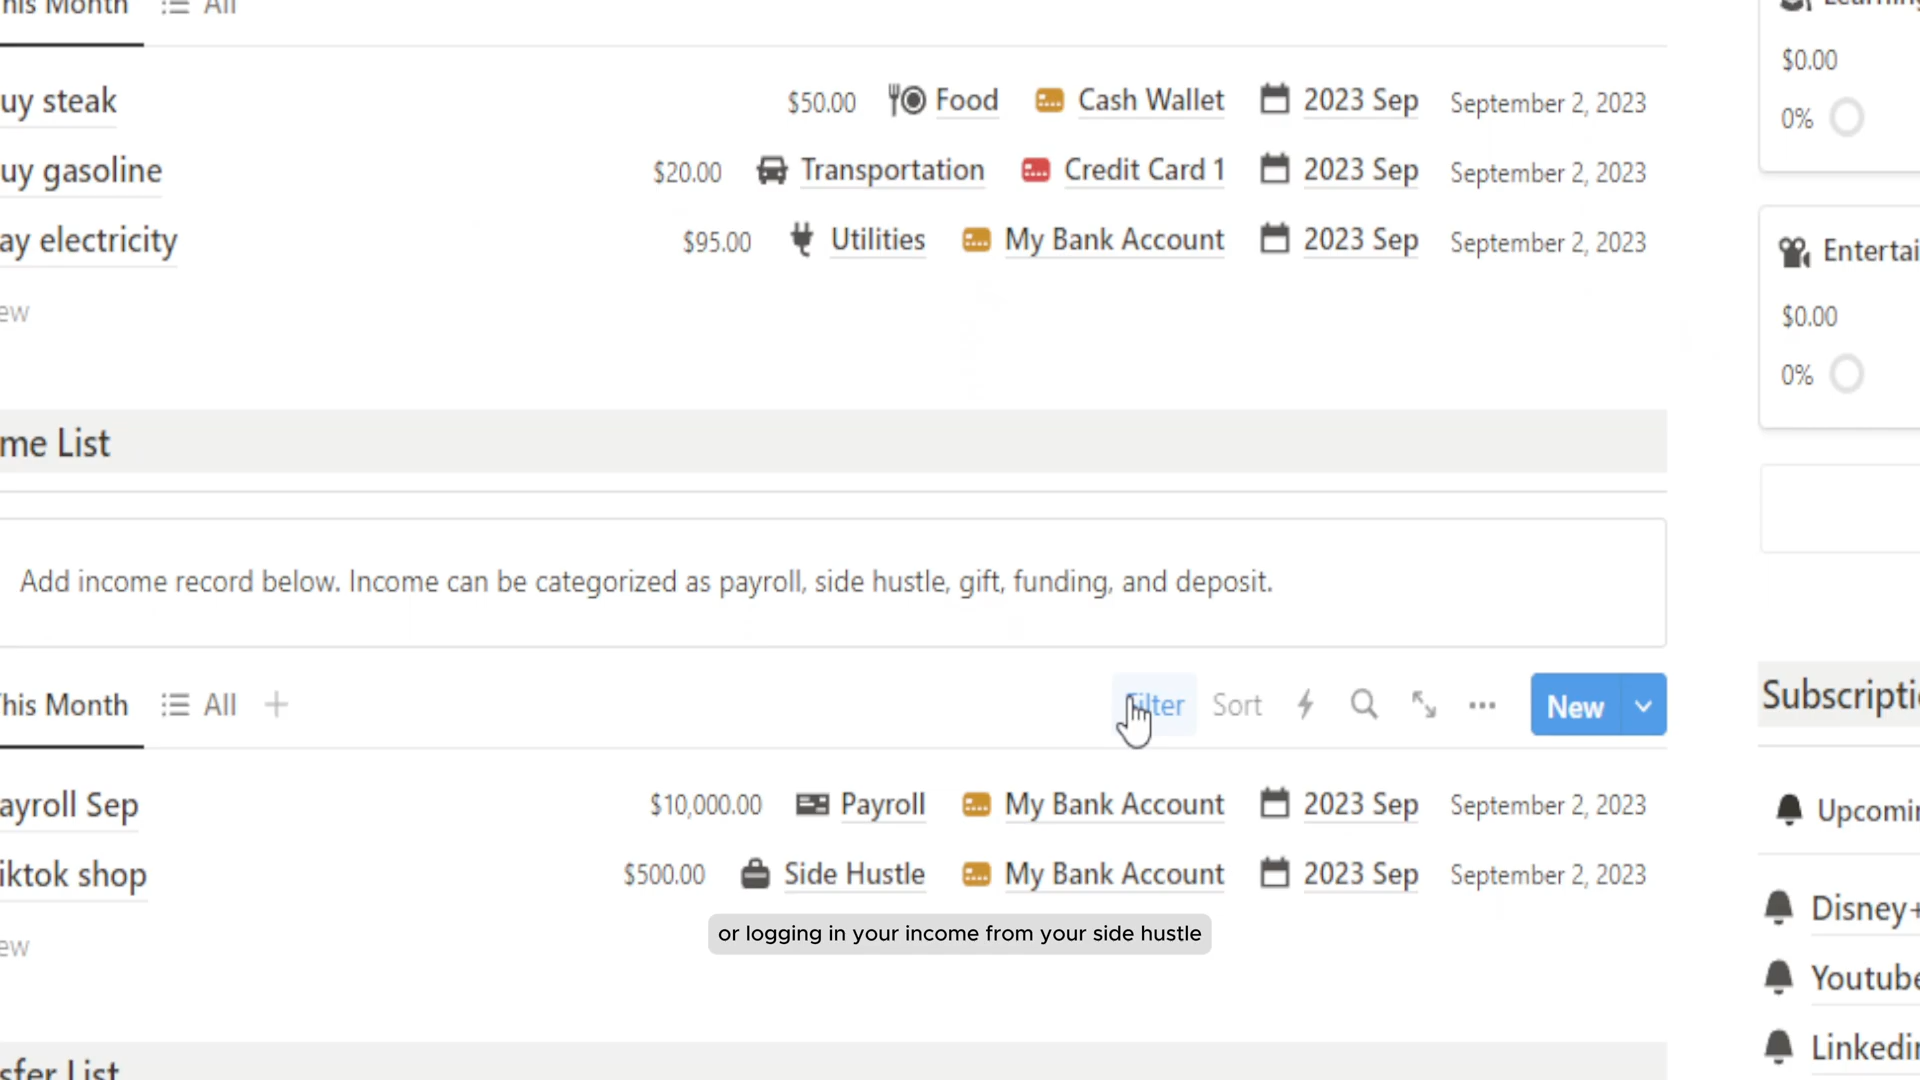 his Month All
uy steak $50.00 Food Cash Wallet 2023 Sep September 2, 2023
uy gasoline $20.00 Transportation Credit Card 1 2023 Sep September 2, 2023
ay electricity $95.00 Utilities My Bank Account 2023 Sep September 2, 2023
ew
me List
Add income record below. Income can be categorized as payroll, side hustle, gift, funding, and deposit.
This Month All + Filter Sort ... New
ayroll Sep $10,000.00 Payroll My Bank Account 2023 Sep September 2, 2023
iktok shop $500.00 Side Hustle My Bank Account 2023 Sep September 2, 2023
or logging in your income from your side hustle
ew
sfer List
Learning
$0.00
0%
Entertai
$0.00
0%
Subscripti
Upcomin
Disney+
Youtube
Linkedin